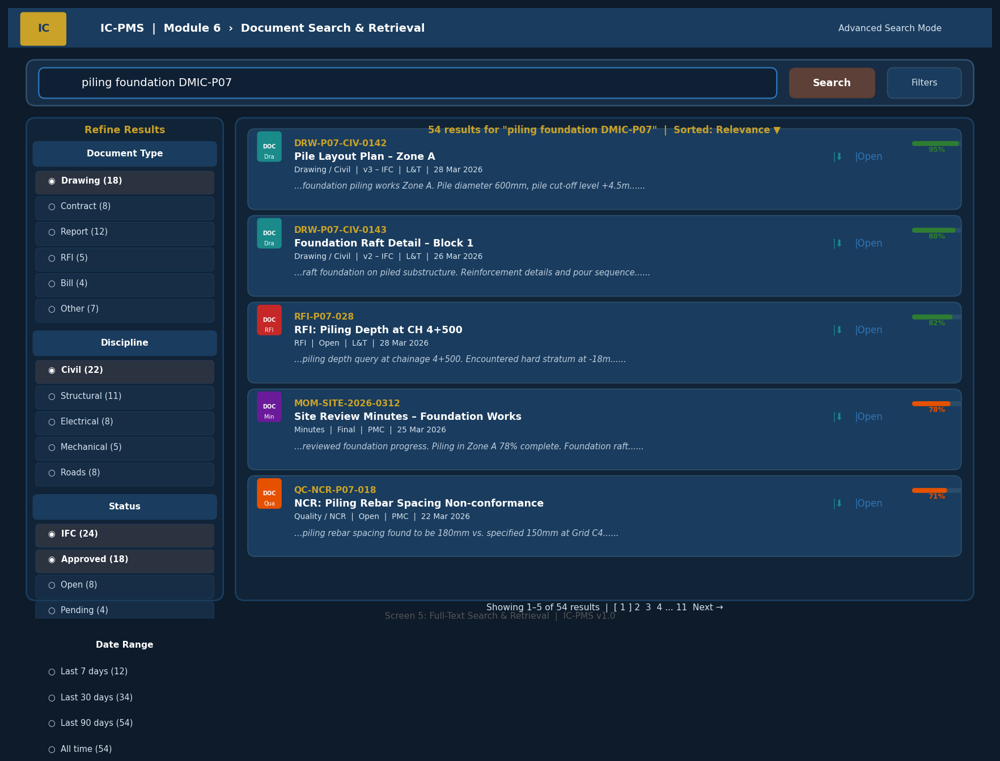 IC
IC-PMS | Module 6 › Document Search & Retrieval
Advanced Search Mode
piling foundation DMIC-P07
Search
Filters
Refine Results
Document Type
◉ Drawing (18)
○ Contract (8)
○ Report (12)
○ RFI (5)
○ Bill (4)
○ Other (7)
Discipline
◉ Civil (22)
○ Structural (11)
○ Electrical (8)
○ Mechanical (5)
○ Roads (8)
Status
◉ IFC (24)
◉ Approved (18)
○ Open (8)
○ Pending (4)
Date Range
○ Last 7 days (12)
○ Last 30 days (34)
○ Last 90 days (54)
○ All time (54)
54 results for "piling foundation DMIC-P07" | Sorted: Relevance ▼
DOC
Dra
DRW-P07-CIV-0142
Pile Layout Plan – Zone A
Drawing / Civil | v3 – IFC | L&T | 28 Mar 2026
...foundation piling works Zone A. Pile diameter 600mm, pile cut-off level +4.5m......
|⬇ |Open
95%
DOC
Dra
DRW-P07-CIV-0143
Foundation Raft Detail – Block 1
Drawing / Civil | v2 – IFC | L&T | 26 Mar 2026
...raft foundation on piled substructure. Reinforcement details and pour sequence......
|⬇ |Open
88%
DOC
RFI
RFI-P07-028
RFI: Piling Depth at CH 4+500
RFI | Open | L&T | 28 Mar 2026
...piling depth query at chainage 4+500. Encountered hard stratum at -18m......
|⬇ |Open
82%
DOC
Min
MOM-SITE-2026-0312
Site Review Minutes – Foundation Works
Minutes | Final | PMC | 25 Mar 2026
...reviewed foundation progress. Piling in Zone A 78% complete. Foundation raft......
|⬇ |Open
78%
DOC
Qua
QC-NCR-P07-018
NCR: Piling Rebar Spacing Non-conformance
Quality / NCR | Open | PMC | 22 Mar 2026
...piling rebar spacing found to be 180mm vs. specified 150mm at Grid C4......
|⬇ |Open
71%
Showing 1–5 of 54 results | [ 1 ] 2 3 4 ... 11 Next →
Screen 5: Full-Text Search & Retrieval | IC-PMS v1.0